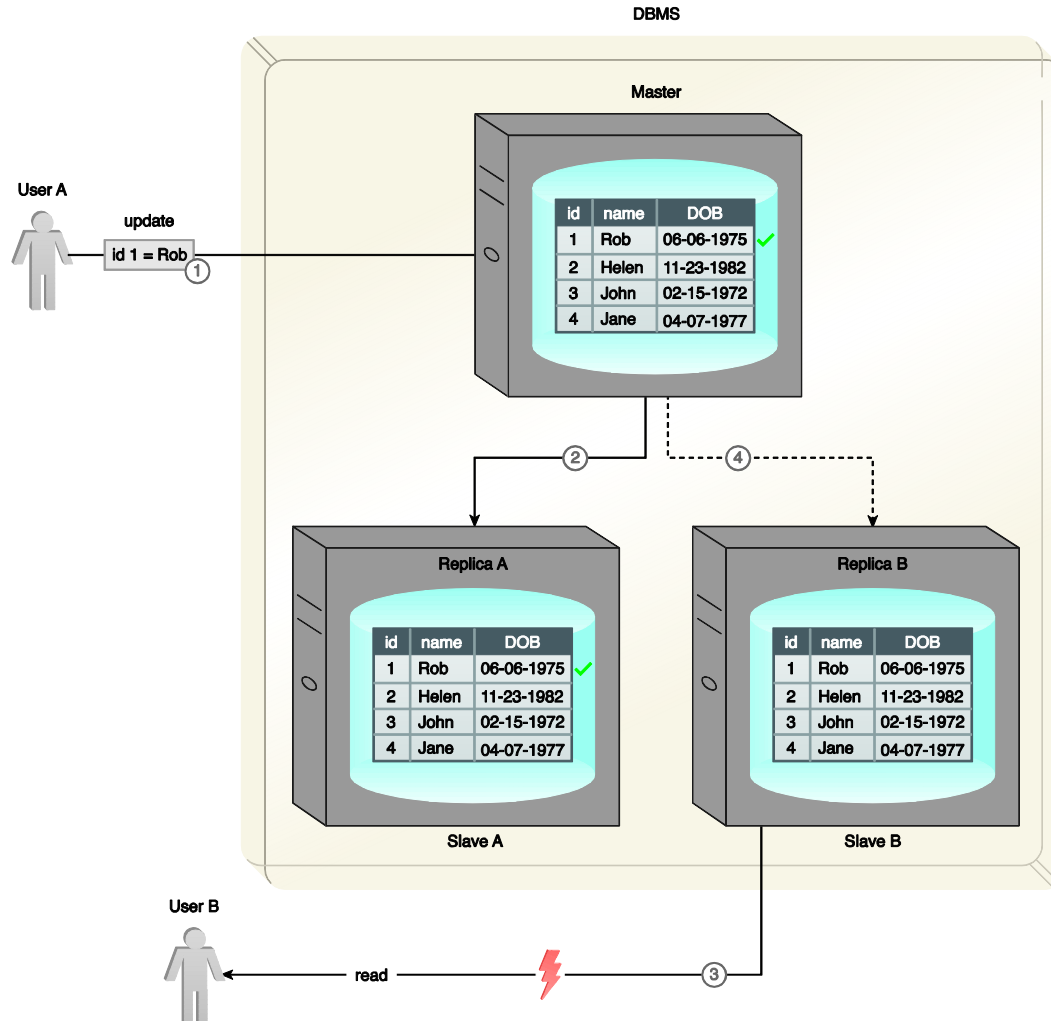 DBMS
Master
User A
update
id 1 = Rob
1
id name DOB
1 Rob 06-06-1975
2 Helen 11-23-1982
3 John 02-15-1972
4 Jane 04-07-1977
2
4
Replica A
id name DOB
1 Rob 06-06-1975
2 Helen 11-23-1982
3 John 02-15-1972
4 Jane 04-07-1977
Slave A
Replica B
id name DOB
1 Rob 06-06-1975
2 Helen 11-23-1982
3 John 02-15-1972
4 Jane 04-07-1977
Slave B
User B
read
3